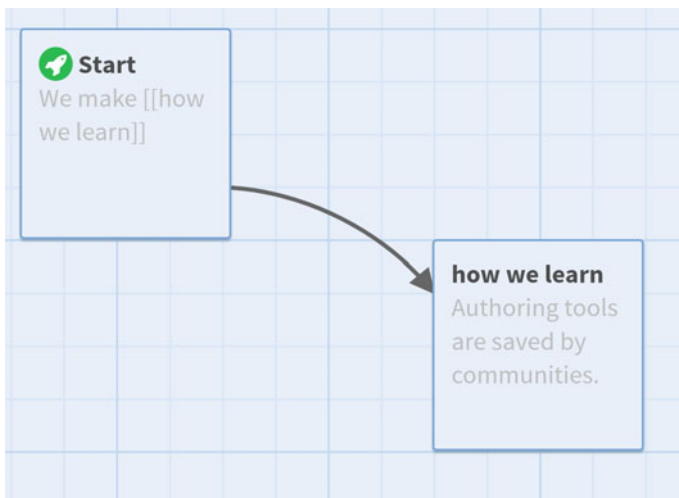 Start
We make [[how
we learn]]
how we learn
Authoring tools
are saved by
communities.